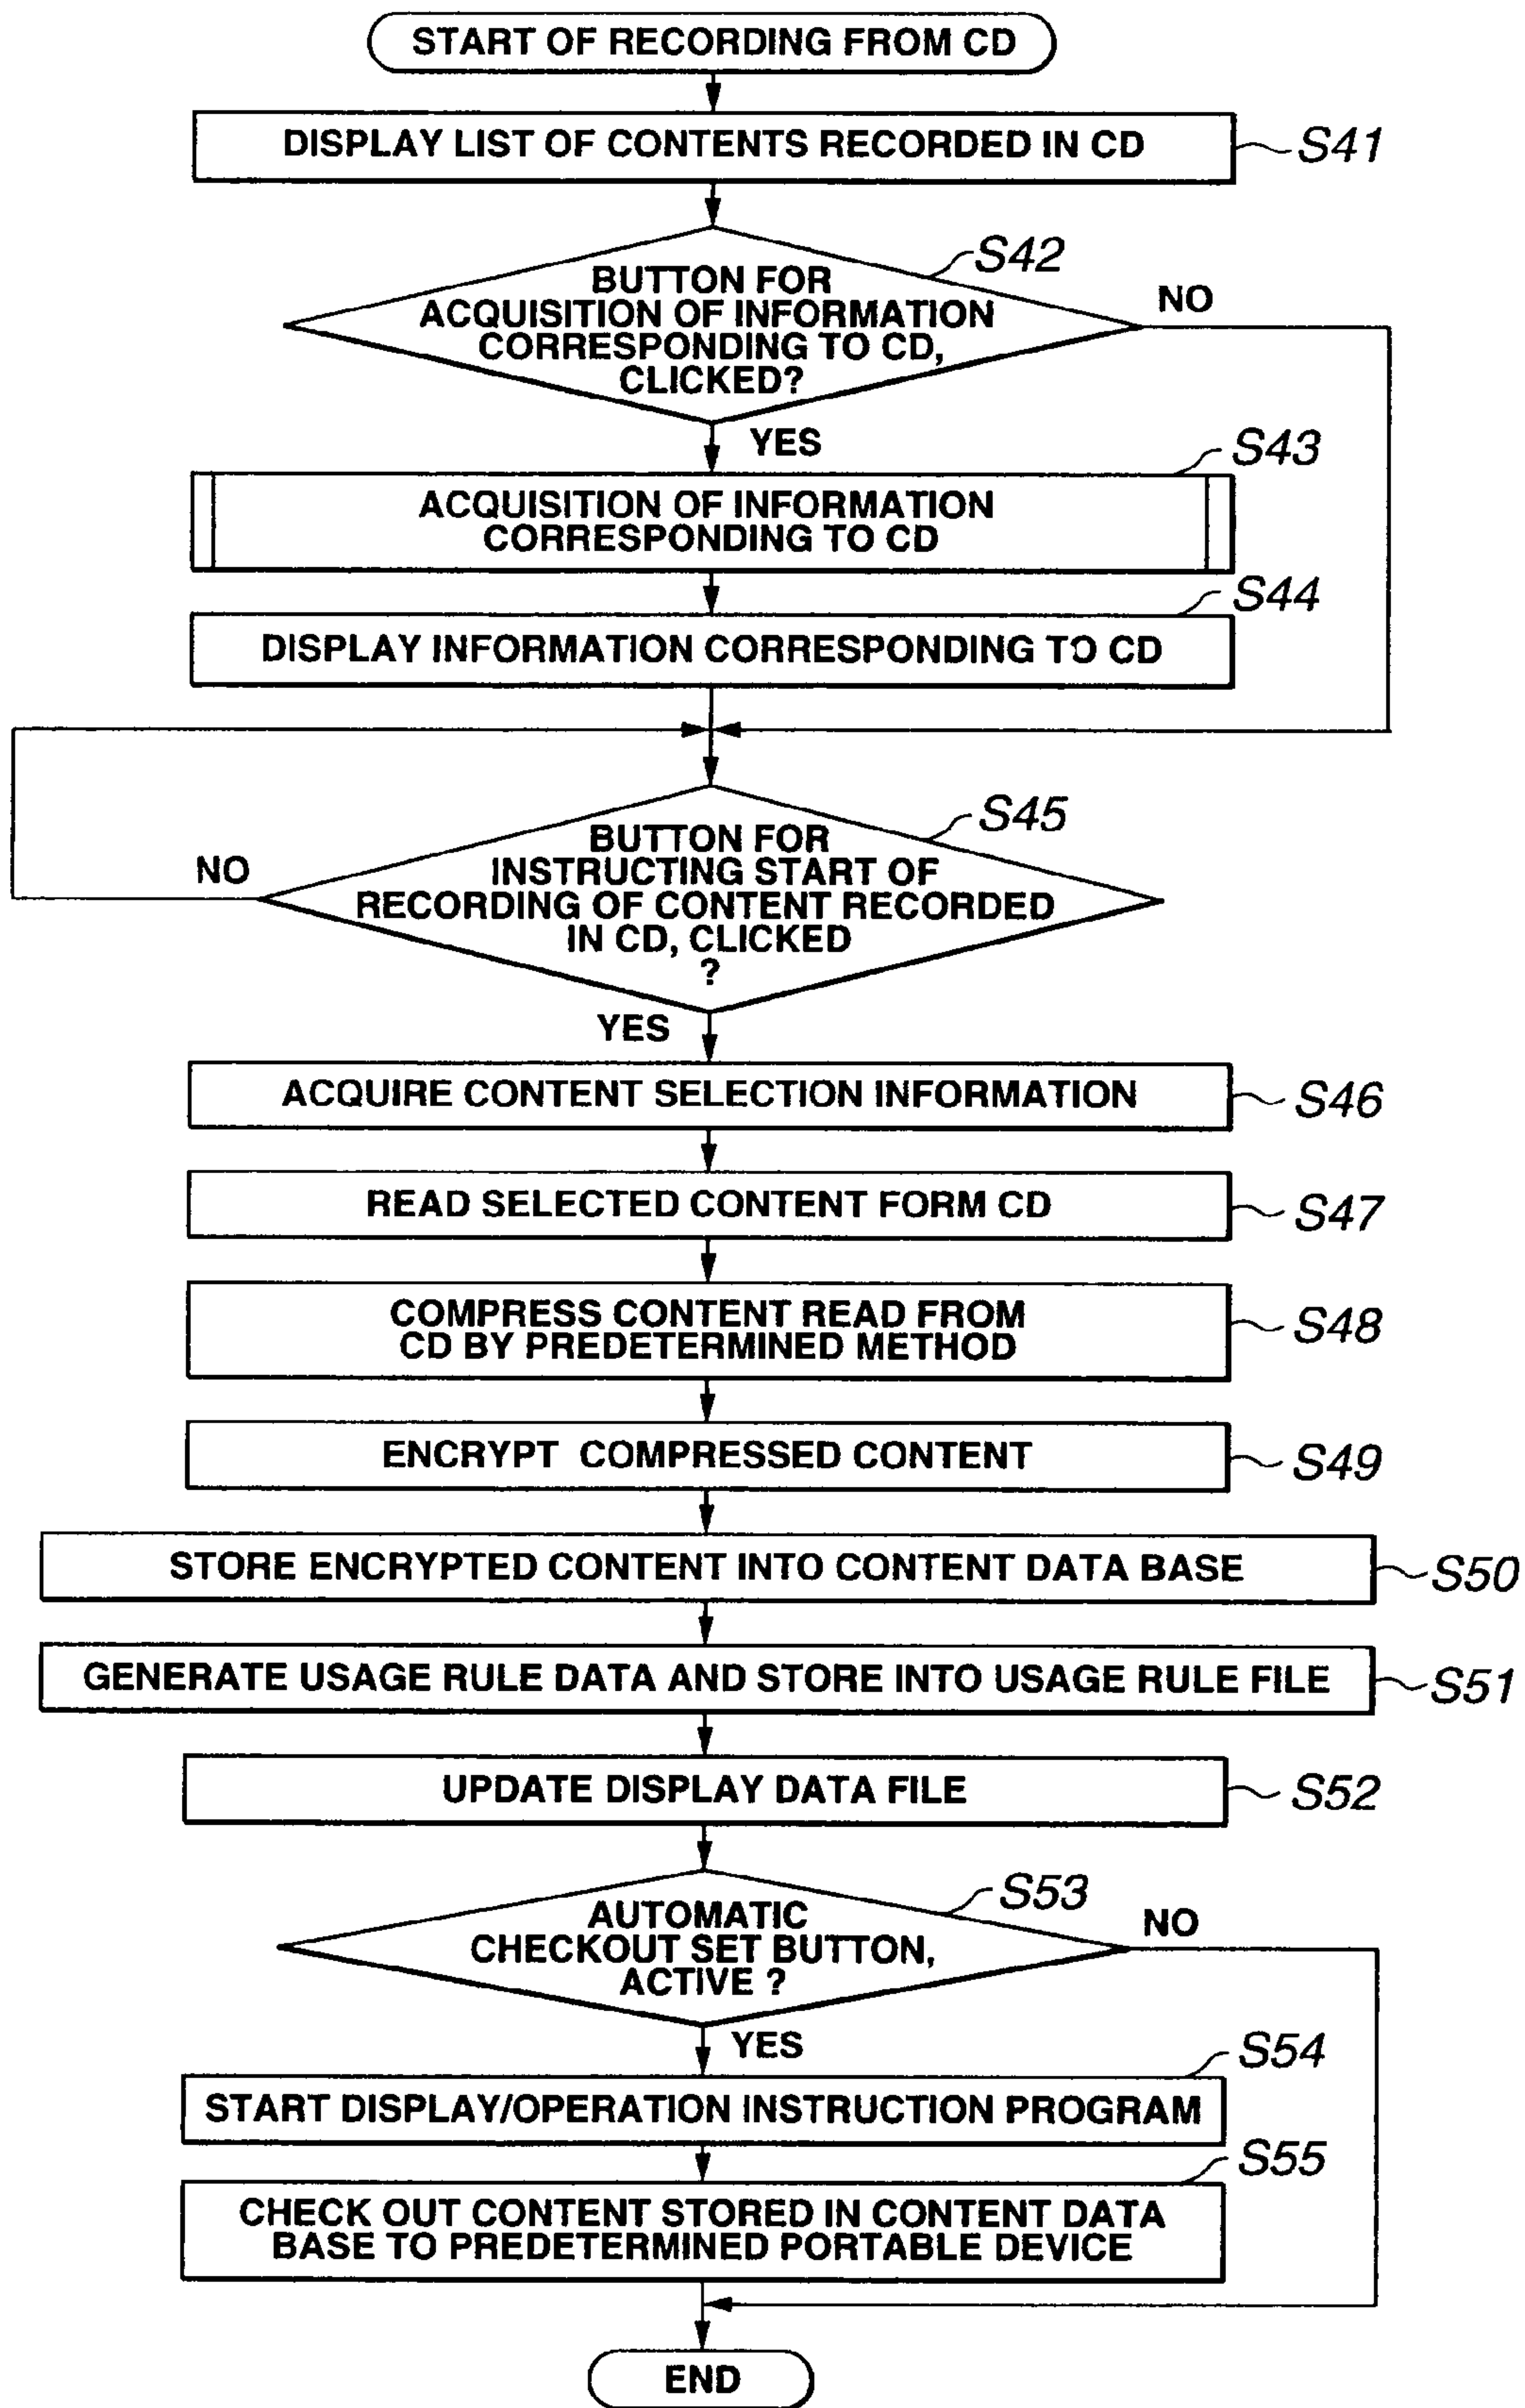 START OF RECORDING FROM CD
DISPLAY LIST OF CONTENTS RECORDED IN CD
S41
S42
BUTTON FOR
ACQUISITION OF INFORMATION
CORRESPONDING TO CD,
CLICKED?
NO
YES
S43
ACQUISITION OF INFORMATION
CORRESPONDING TO CD
S44
DISPLAY INFORMATION CORRESPONDING TO CD
S45
BUTTON FOR
INSTRUCTING START OF
RECORDING OF CONTENT RECORDED
IN CD, CLICKED
?
NO
YES
ACQUIRE CONTENT SELECTION INFORMATION
S46
READ SELECTED CONTENT FORM CD
S47
COMPRESS CONTENT READ FROM
CD BY PREDETERMINED METHOD
S48
ENCRYPT COMPRESSED CONTENT
S49
STORE ENCRYPTED CONTENT INTO CONTENT DATA BASE
S50
GENERATE USAGE RULE DATA AND STORE INTO USAGE RULE FILE
S51
UPDATE DISPLAY DATA FILE
S52
S53
AUTOMATIC
CHECKOUT SET BUTTON,
ACTIVE ?
NO
YES
S54
START DISPLAY/OPERATION INSTRUCTION PROGRAM
S55
CHECK OUT CONTENT STORED IN CONTENT DATA
BASE TO PREDETERMINED PORTABLE DEVICE
END